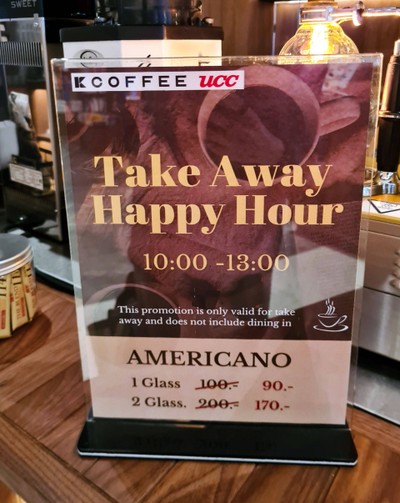 SWEET
K COFFEE ucc
Take Away
Happy Hour
10:00 -13:00
This promotion is only valid for take
away and does not include dining in
AMERICANO
1 Glass 100.- 90.-
2 Glass. 200.- 170.-